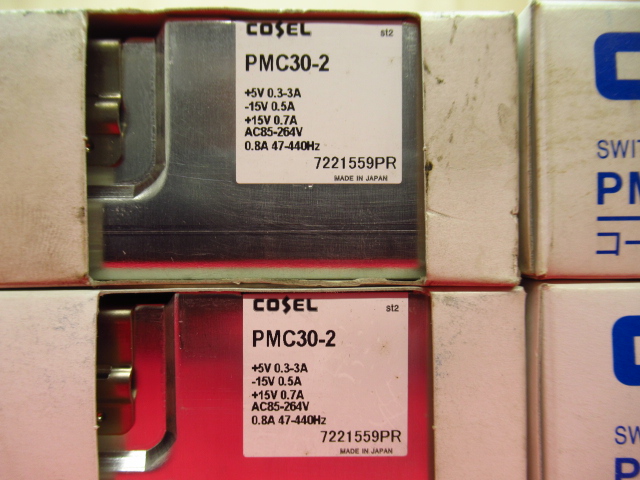 COSEL
st2
PMC30-2
+5V 0.3-3A
-15V 0.5A
+15V 0.7A
AC85-264V
0.8A 47-440Hz
7221559PR
MADE IN JAPAN
SWIT
PM
コー
COSEL
st2
PMC30-2
+5V 0.3-3A
-15V 0.5A
+15V 0.7A
AC85-264V
0.8A 47-440Hz
7221559PR
MADE IN JAPAN
SWI
P